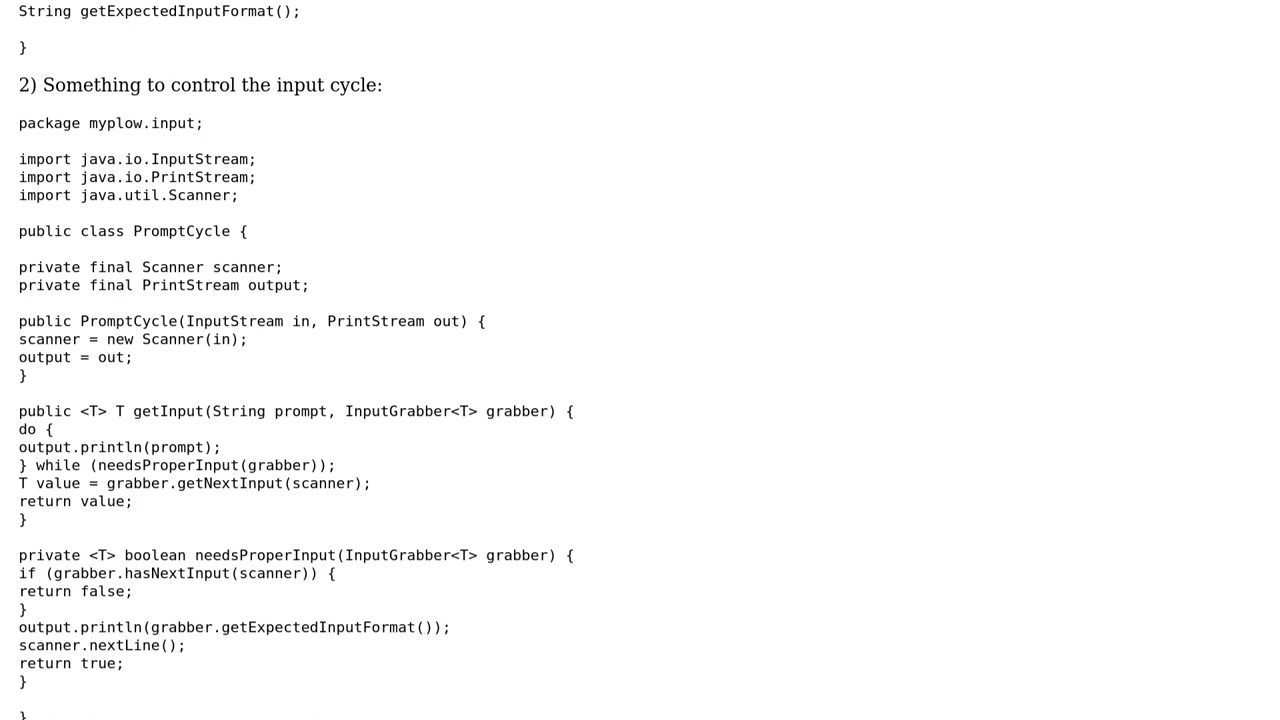 String getExpectedInputFormat();
}
2) Something to control the input cycle:
package myplow.input;
import java.io.InputStream;
import java.io.PrintStream;
import java.util.Scanner;
public class PromptCycle {
private final Scanner scanner;
private final PrintStream output;
public PromptCycle(InputStream in, PrintStream out) {
scanner = new Scanner(in);
output = out;
}
public <T> T getInput(String prompt, InputGrabber<T> grabber) {
do {
output.println(prompt);
} while (needsProperInput(grabber));
T value = grabber.getNextInput(scanner);
return value;
}
private <T> boolean needsProperInput(InputGrabber<T> grabber) {
if (grabber.hasNextInput(scanner)) {
return false;
}
output.println(grabber.getExpectedInputFormat());
scanner.nextLine();
return true;
}
}